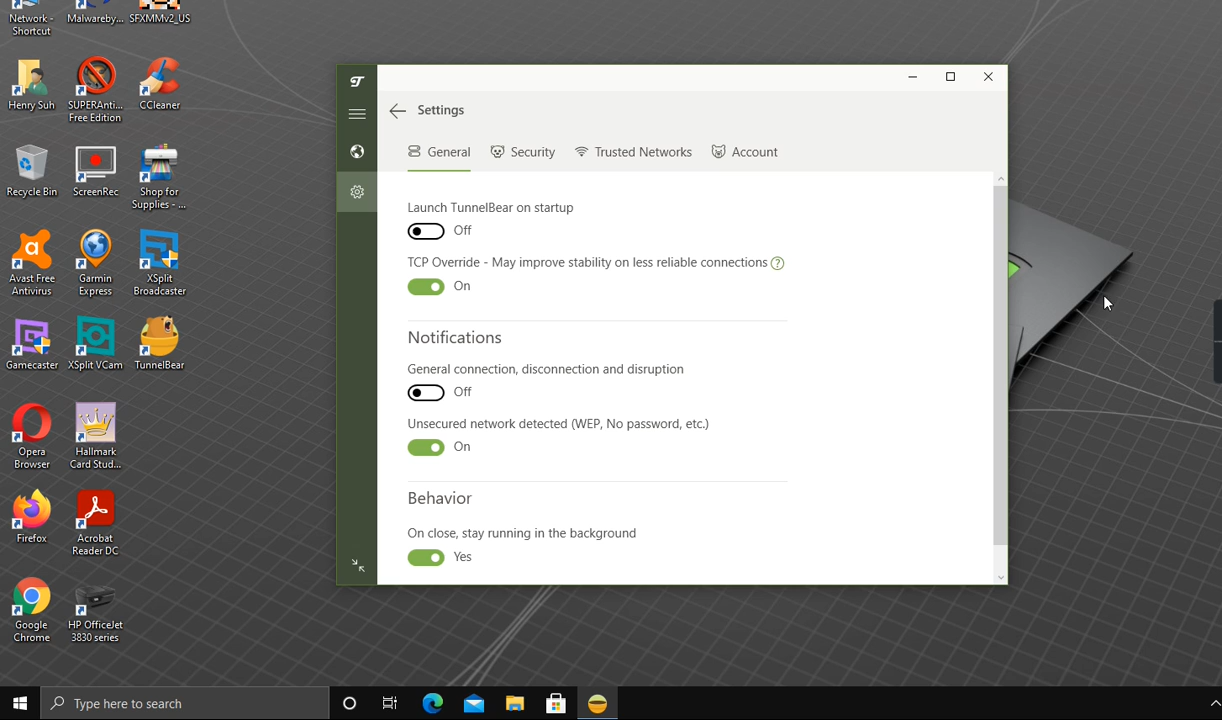 Network -
Shortcut
Malwareby...
SFXMMv2_US
Henry Suh
SUPERAnti...
Free Edition
CCleaner
Recycle Bin
ScreenRec
Shop for
Supplies - ...
Avast Free
Antivirus
Garmin
Express
XSplit
Broadcaster
Gamecaster
XSplit VCam
TunnelBear
Opera
Browser
Hallmark
Card Stud...
Firefox
Acrobat
Reader DC
Google
Chrome
HP OfficeJet
3830 series
Settings
General
Security
Trusted Networks
Account
Launch TunnelBear on startup
Off
TCP Override - May improve stability on less reliable connections ?
On
Notifications
General connection, disconnection and disruption
Off
Unsecured network detected (WEP, No password, etc.)
On
Behavior
On close, stay running in the background
Yes
Type here to search